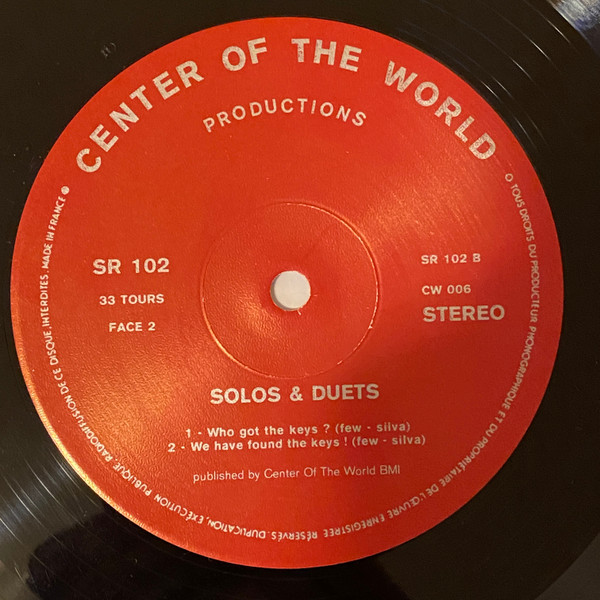 CENTER OF THE WORLD
PRODUCTIONS
SR 102
33 TOURS
FACE 2
SR 102 B
CW 006
STEREO
SOLOS & DUETS
1 - Who got the keys ? (few - silva)
2 - We have found the keys ! (few - silva)
published by Center Of The World BMI
TOUS DROITS DU PRODUCTEUR PHONOGRAPHIQUE ET DU PROPRIÉTAIRE DE L'ŒUVRE ENREGISTREE RÉSERVÉS. DUPLICATION, EXÉCUTION PUBLIQUE, RADIODIFFUSION DE CE DISQUE, INTERDITES. MADE IN FRANCE